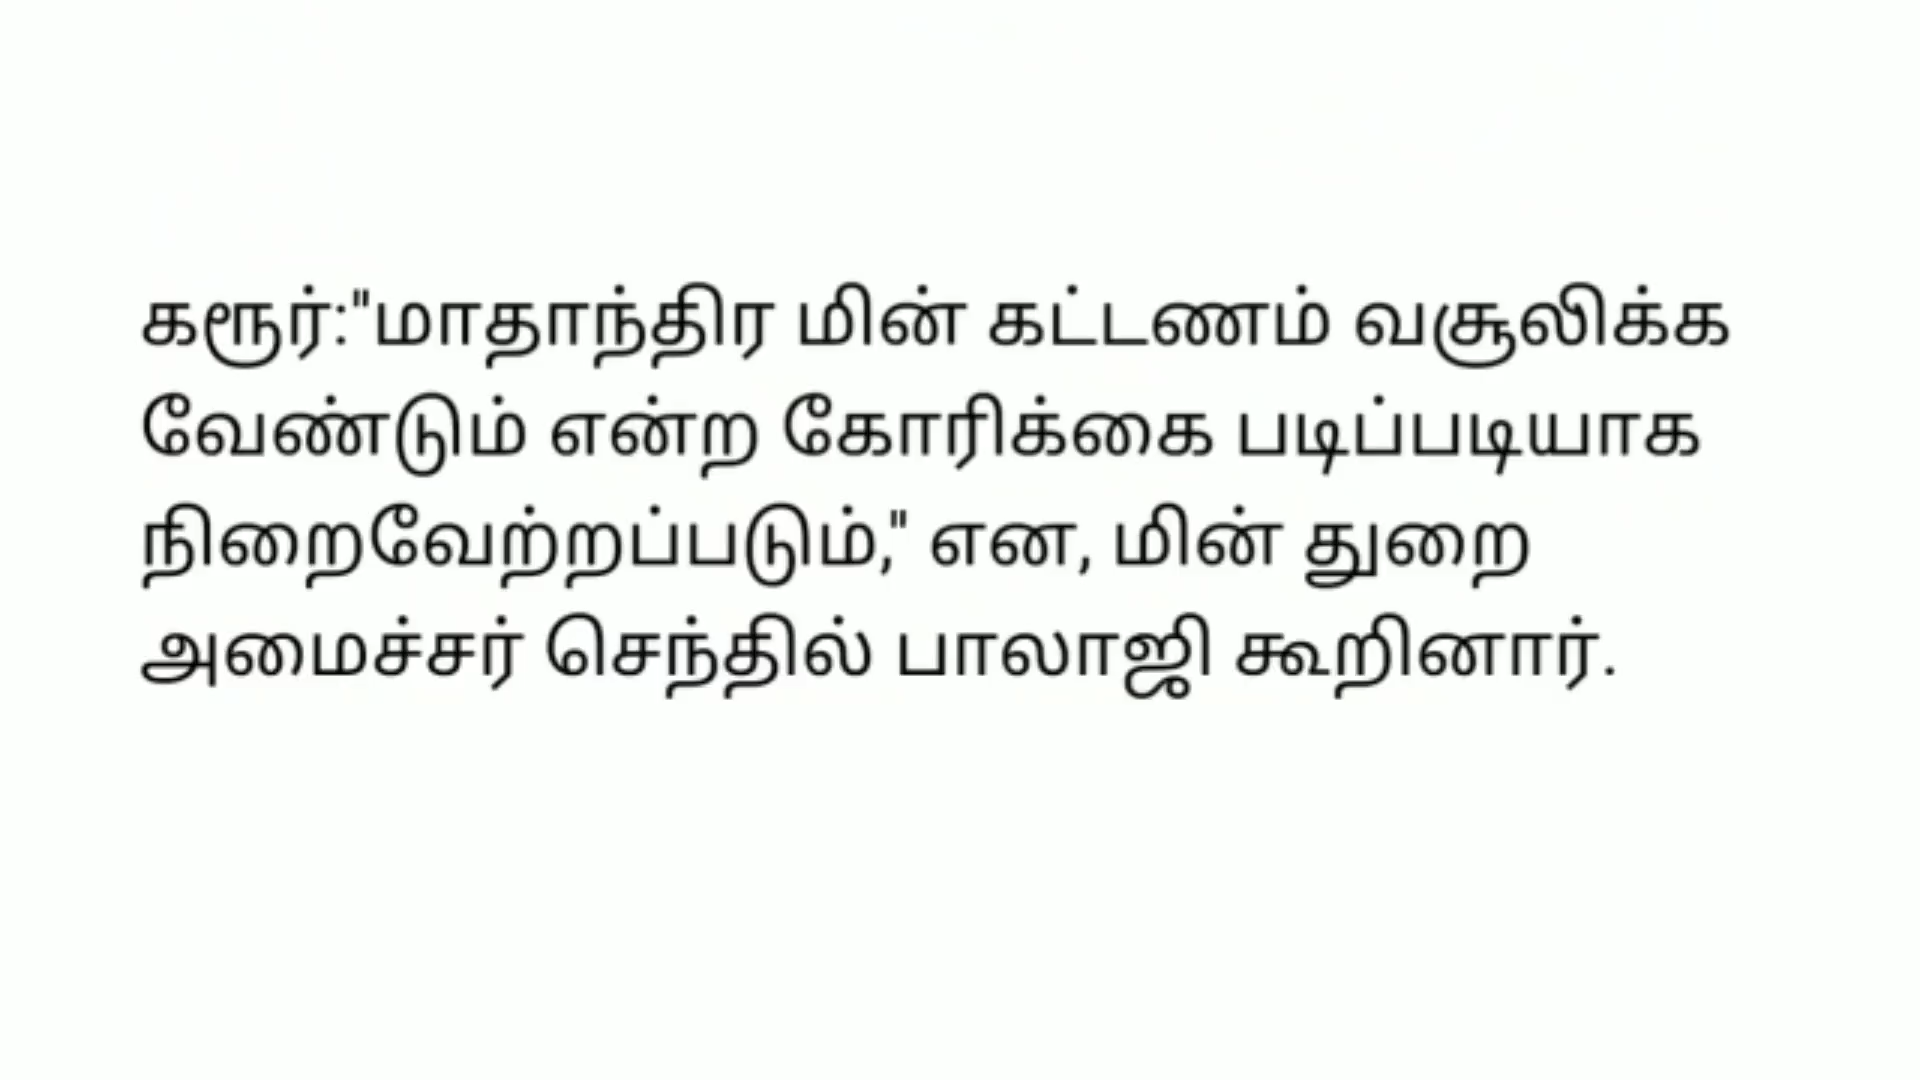 கரூர்:"மாதாந்திர மின் கட்டணம் வசூலிக்க
வேண்டும் என்ற கோரிக்கை படிப்படியாக
நிறைவேற்றப்படும்," என, மின் துறை
அமைச்சர் செந்தில் பாலாஜி கூறினார்.